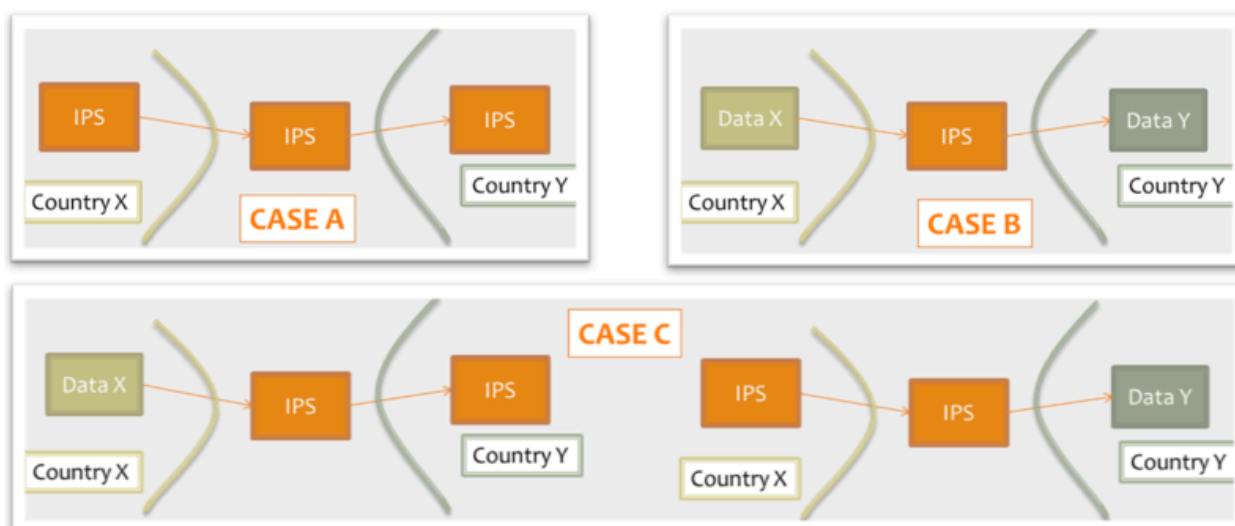 IPS
IPS
IPS
Country X
Country Y
CASE A
Data X
IPS
Data Y
Country X
Country Y
CASE B
CASE C
Data X
IPS
IPS
Country X
Country Y
IPS
IPS
Data Y
Country X
Country Y